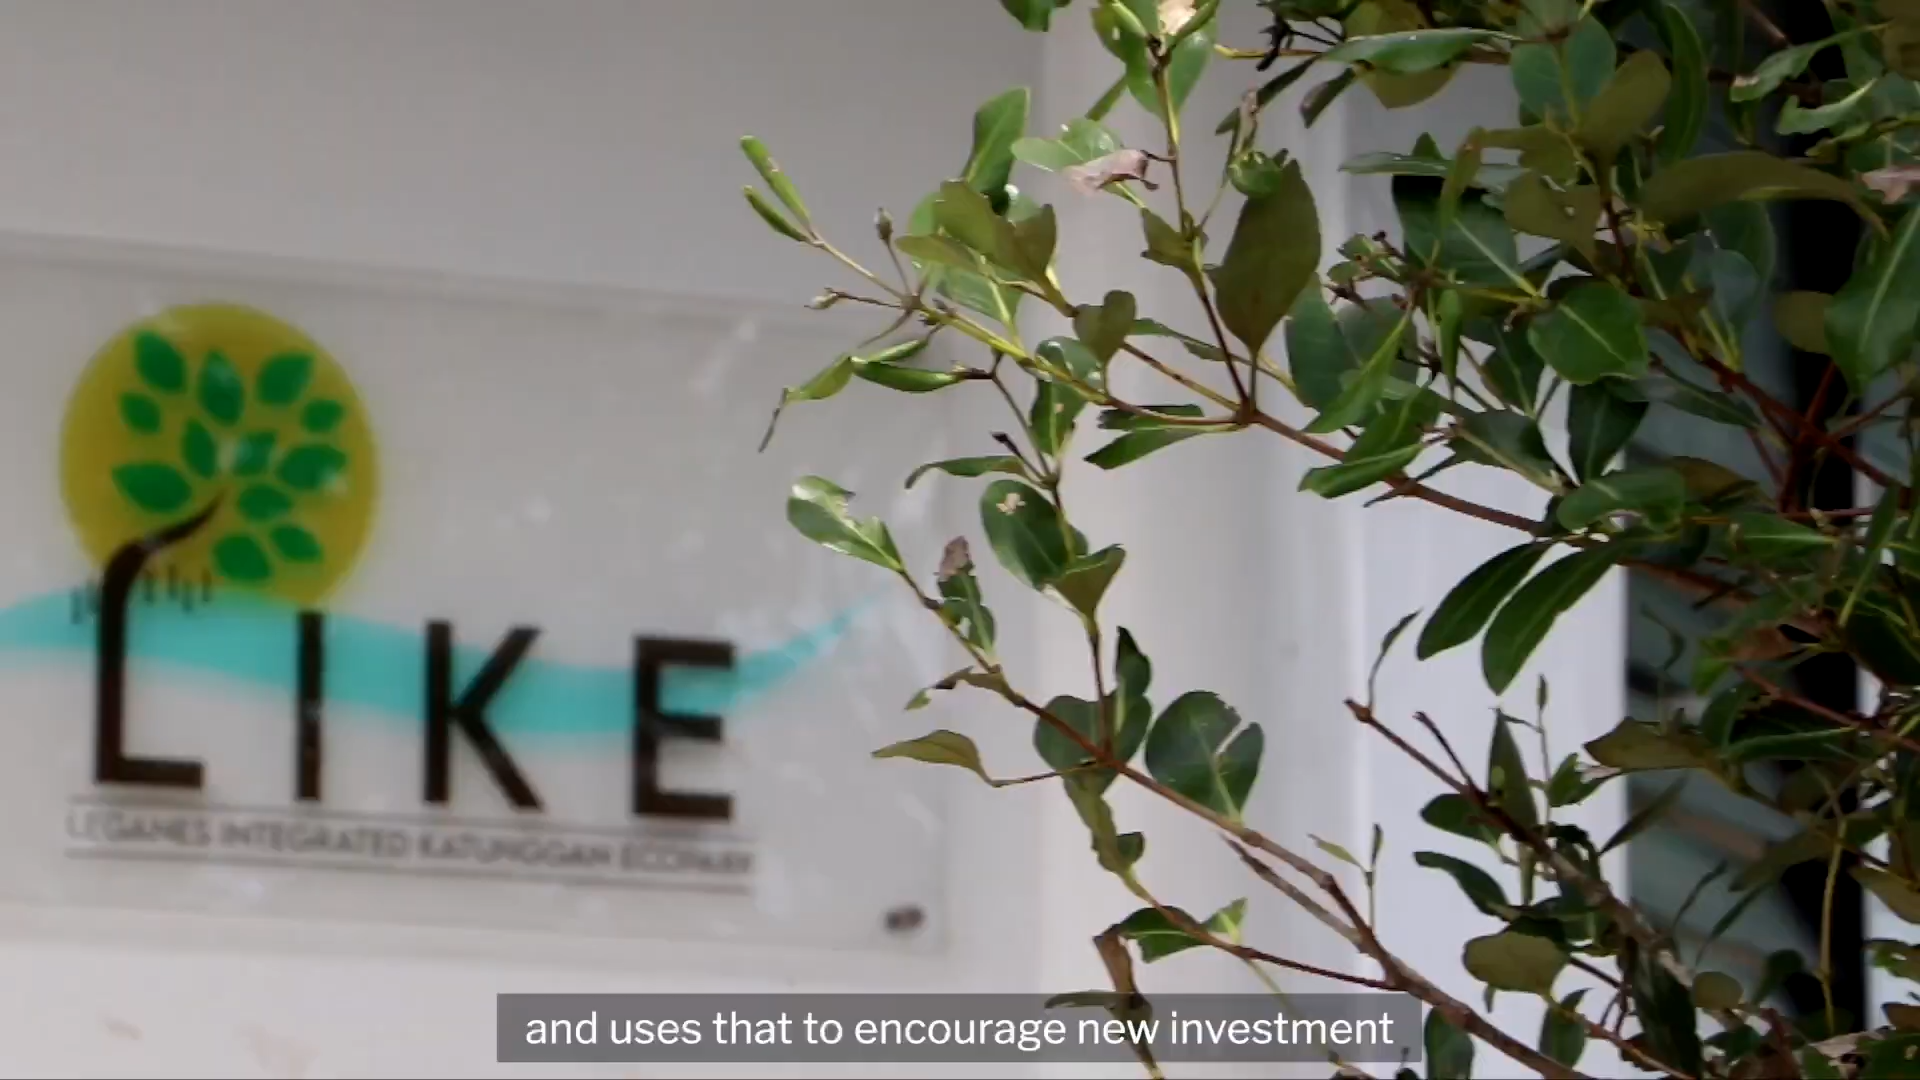 LIKE
LEGANES INTEGRATED KATUNGGAN ECOPARK
and uses that to encourage new investment